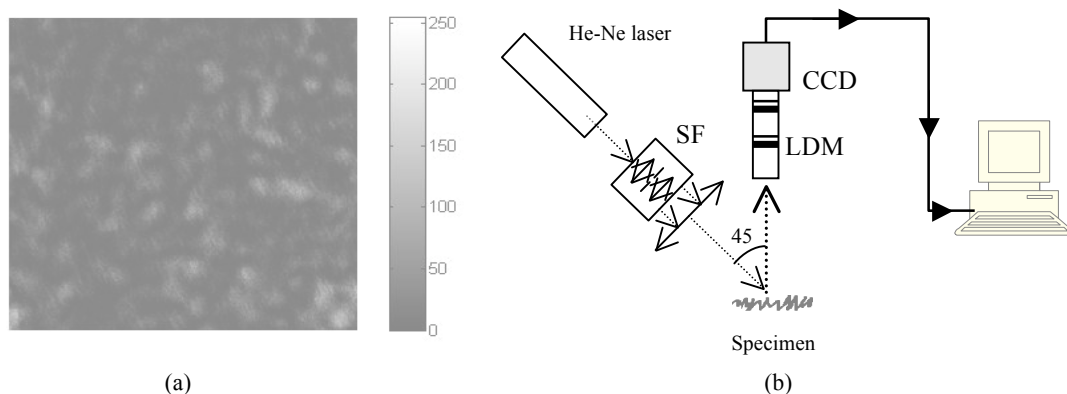 250
200
150
100
50
0
(a)
He-Ne laser
SF
CCD
LDM
45
Specimen
(b)